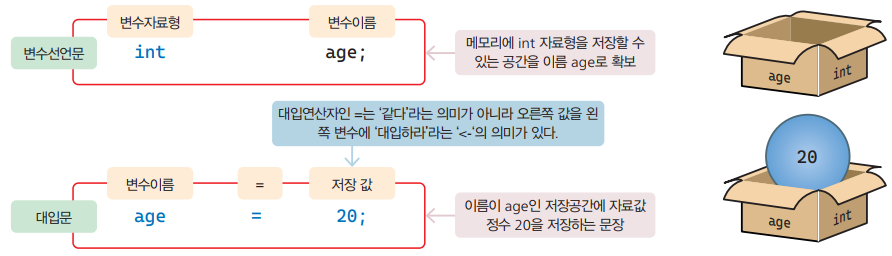 변수자료형 변수이름
변수선언문 int age;
메모리에 int 자료형을 저장할 수
있는 공간을 이름 age로 확보
age int
대입연산자인 =는 '같다'라는 의미가 아니라 오른쪽 값을 왼
쪽 변수에 '대입하라'라는 '<-'의 의미가 있다.
변수이름 = 저장 값
대입문 age = 20;
이름이 age인 저장공간에 자료값
정수 20을 저장하는 문장
20
age int